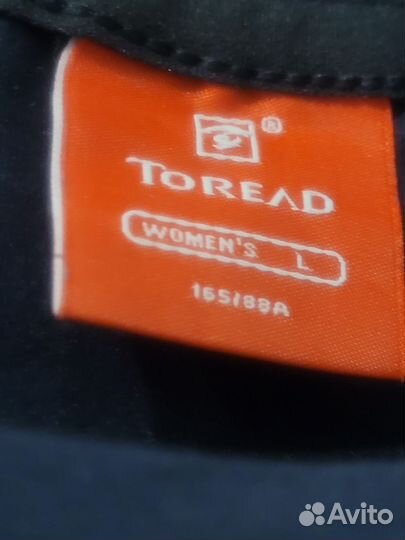 ®
TOREAD
WOMEN'S L
165/88A
Avito